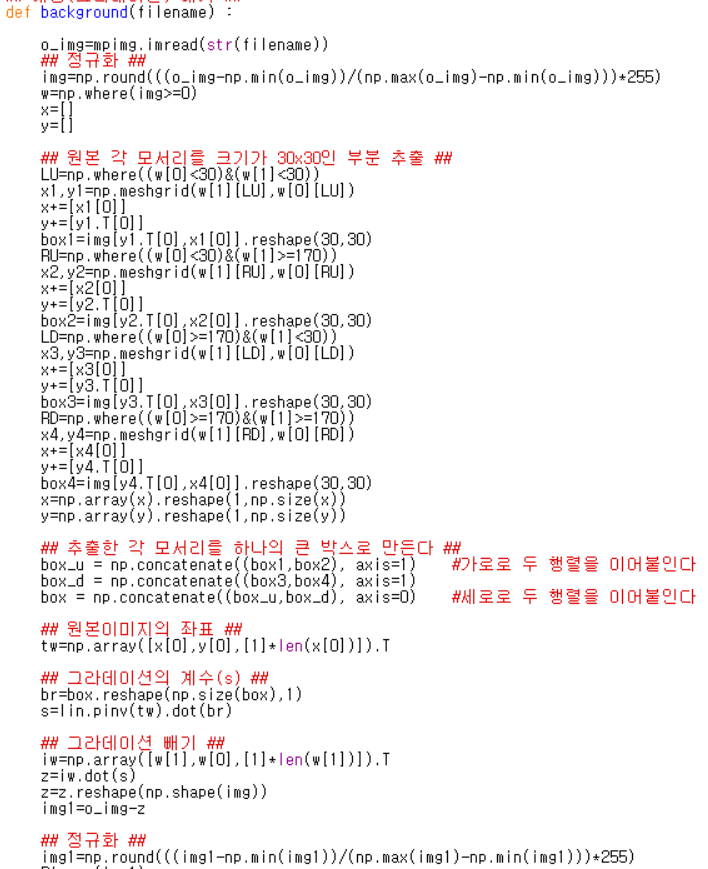 def background(filename) :
o_img=mpimg.imread(str(filename))
## 정규화 ##
img=np.round(((o_img-np.min(o_img))/(np.max(o_img)-np.min(o_img)))*255)
w=np.where(img>=0)
x=[]
y=[]
## 원본 각 모서리를 크기가 30x30인 부분 추출 ##
LU=np.where((w[0]<30)&(w[1]<30))
x1,y1=np.meshgrid(w[1][LU],w[0][LU])
x+=[x1[0]]
y+=[y1.T[0]]
box1=img[y1.T[0],x1[0]].reshape(30,30)
RU=np.where((w[0]<30)&(w[1]>=170))
x2,y2=np.meshgrid(w[1][RU],w[0][RU])
x+=[x2[0]]
y+=[y2.T[0]]
box2=img[y2.T[0],x2[0]].reshape(30,30)
LD=np.where((w[0]>=170)&(w[1]<30))
x3,y3=np.meshgrid(w[1][LD],w[0][LD])
x+=[x3[0]]
y+=[y3.T[0]]
box3=img[y3.T[0],x3[0]].reshape(30,30)
RD=np.where((w[0]>=170)&(w[1]>=170))
x4,y4=np.meshgrid(w[1][RD],w[0][RD])
x+=[x4[0]]
y+=[y4.T[0]]
box4=img[y4.T[0],x4[0]].reshape(30,30)
x=np.array(x).reshape(1,np.size(x))
y=np.array(y).reshape(1,np.size(y))
## 추출한 각 모서리를 하나의 큰 박스로 만든다 ##
box_u = np.concatenate((box1,box2), axis=1) #가로로 두 행렬을 이어붙인다
box_d = np.concatenate((box3,box4), axis=1)
box = np.concatenate((box_u,box_d), axis=0) #세로로 두 행렬을 이어붙인다
## 원본이미지의 좌표 ##
tw=np.array([x[0],y[0],[1]*len(x[0])]).T
## 그라데이션의 계수(s) ##
br=box.reshape(np.size(box),1)
s=lin.pinv(tw).dot(br)
## 그라데이션 빼기 ##
iw=np.array([w[1],w[0],[1]*len(w[1])]).T
z=iw.dot(s)
z=z.reshape(np.shape(img))
img1=o_img-z
## 정규화 ##
img1=np.round(((img1-np.min(img1))/(np.max(img1)-np.min(img1)))*255)